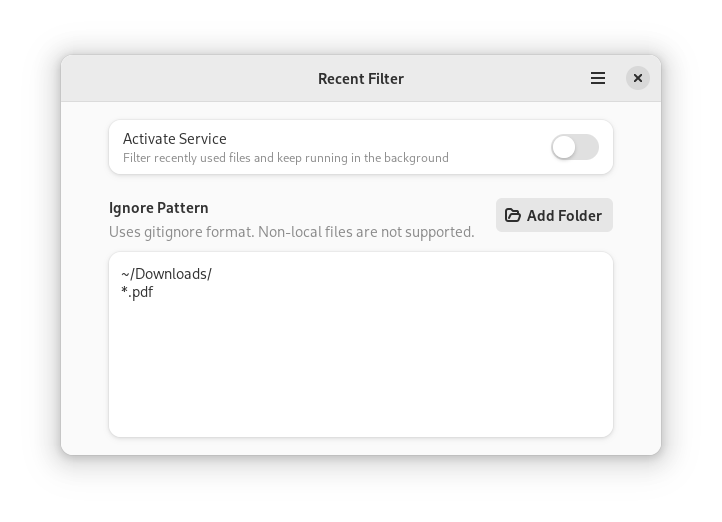 Recent Filter
Activate Service
Filter recently used files and keep running in the background
Ignore Pattern
Uses gitignore format. Non-local files are not supported.
Add Folder
~/Downloads/
*.pdf